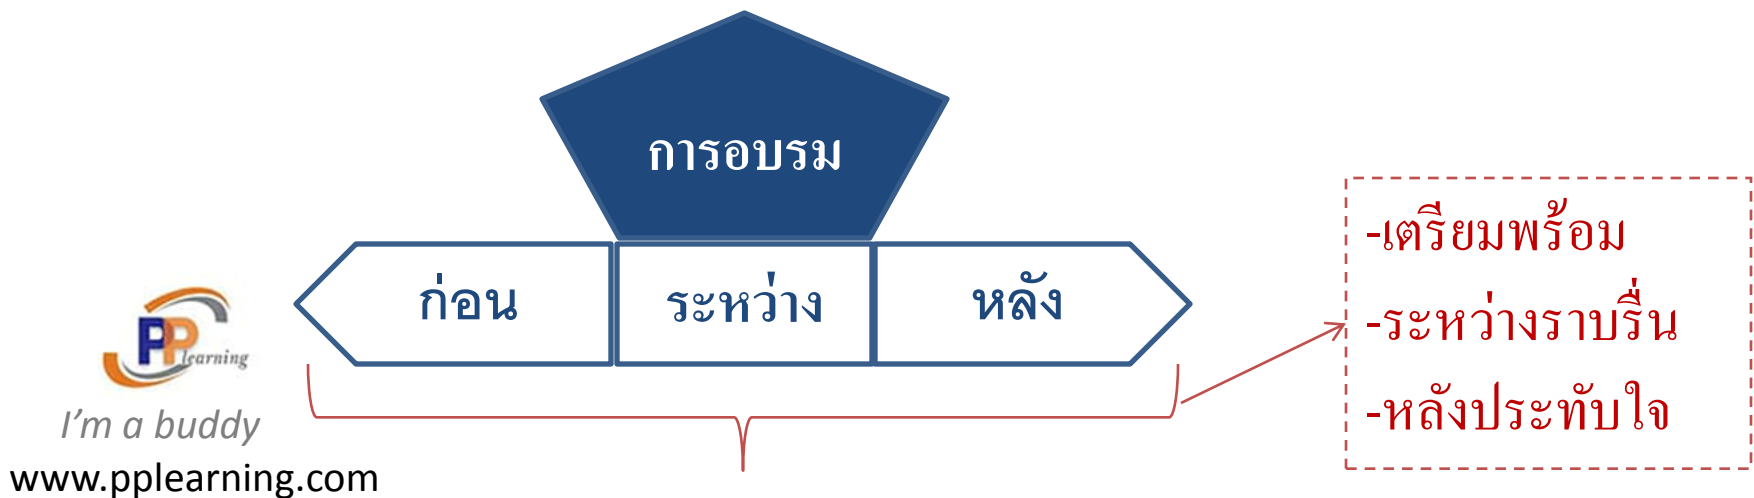 การอบรม
ก่อน
ระหว่าง
หลัง
-เตรียมพร้อม
-ระหว่างราบรื่น
-หลังประทับใจ
PP
Learning
I'm a buddy
www.pplearning.com